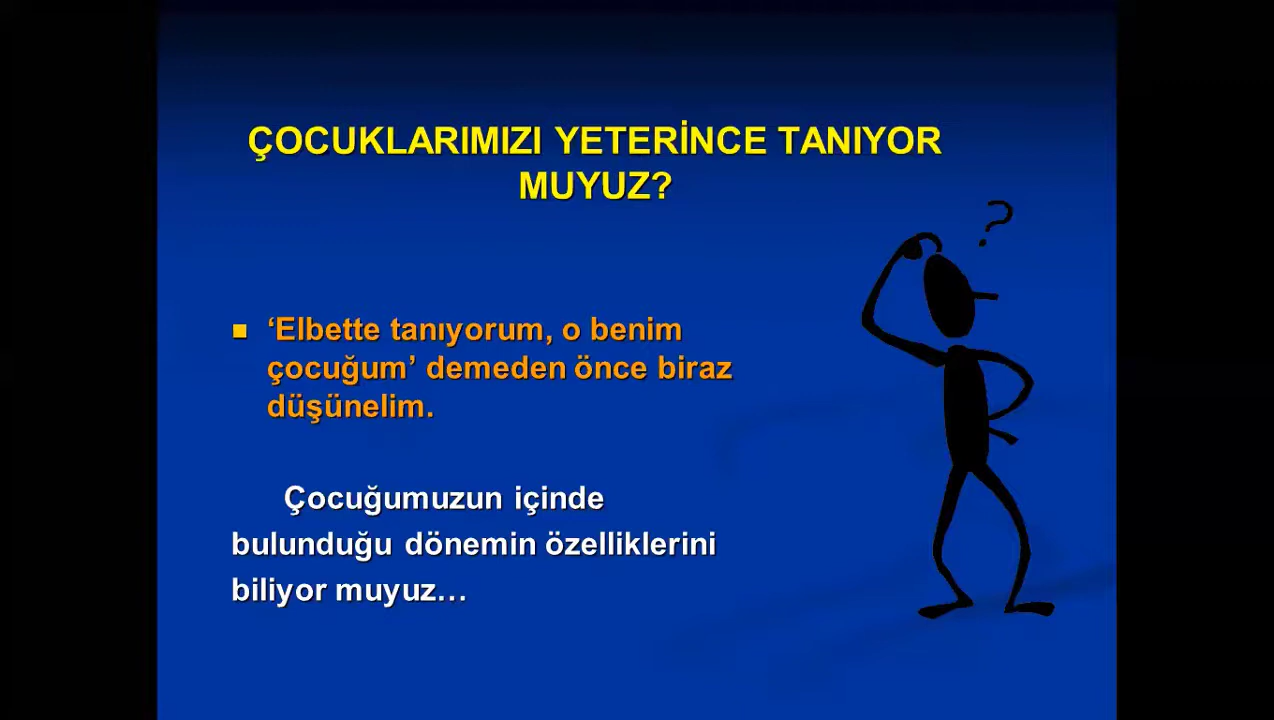 ÇOCUKLARIMIZI YETERİNCE TANIYOR
MUYUZ?
?
‘Elbette tanıyorum, o benim
çocuğum’ demeden önce biraz
düşünelim.
Çocuğumuzun içinde
bulunduğu dönemin özelliklerini
biliyor muyuz…